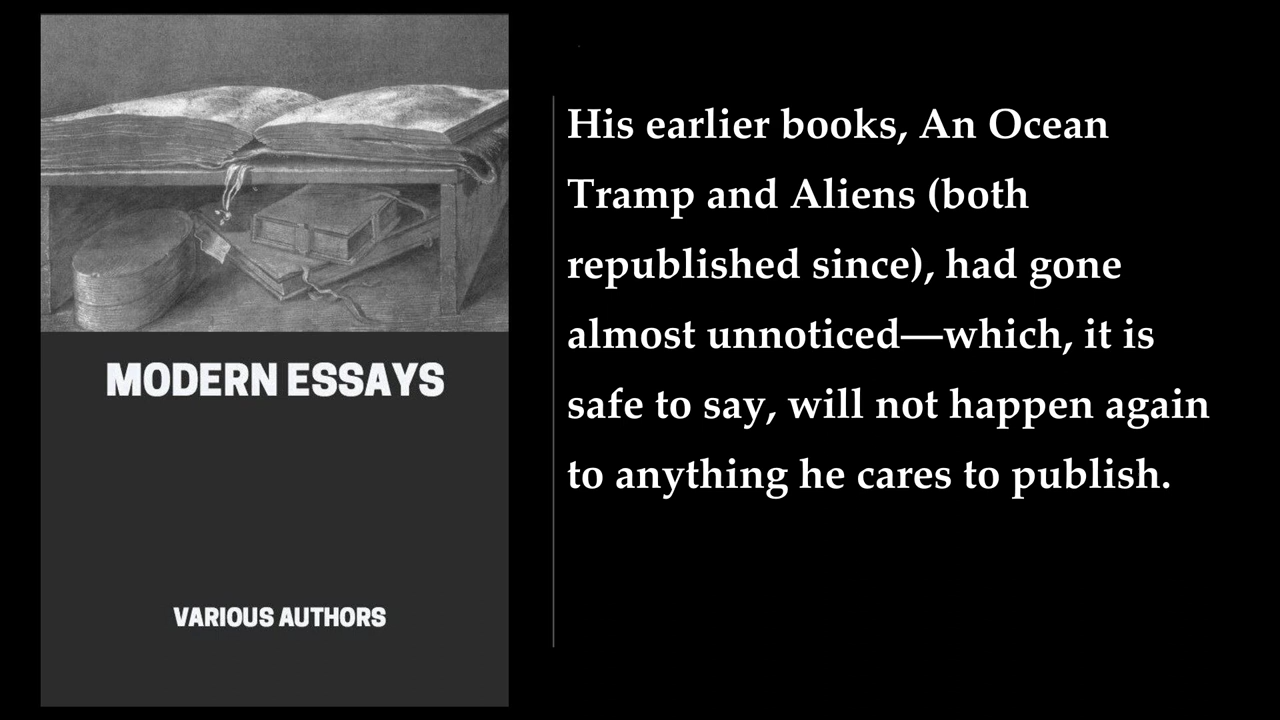 MODERN ESSAYS
VARIOUS AUTHORS
His earlier books, An Ocean
Tramp and Aliens (both
republished since), had gone
almost unnoticed—which, it is
safe to say, will not happen again
to anything he cares to publish.